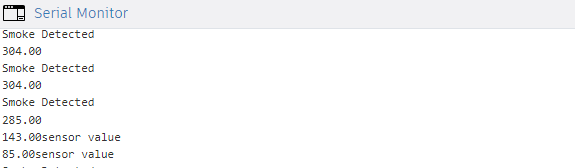 Serial Monitor
Smoke Detected
304.00
Smoke Detected
304.00
Smoke Detected
285.00
143.00sensor value
85.00sensor value